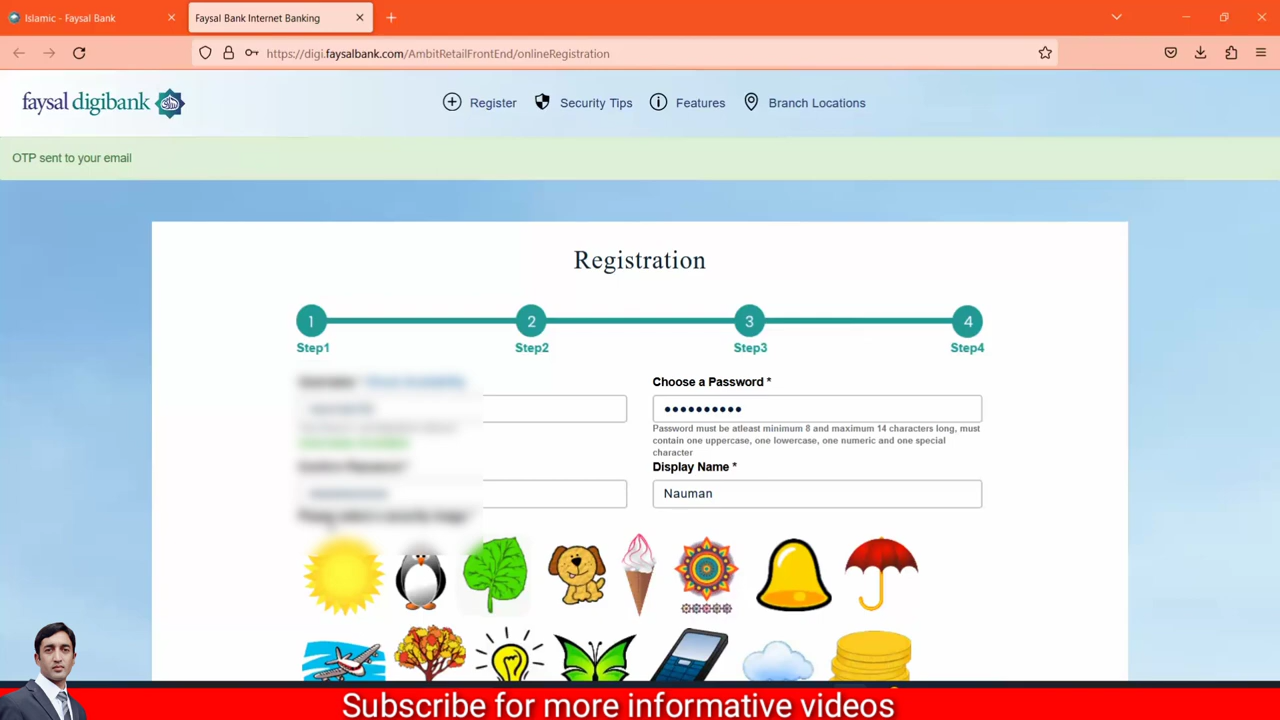 Islamic - Faysal Bank
Faysal Bank Internet Banking
https://digi.faysalbank.com/AmbitRetailFrontEnd/onlineRegistration
faysal digibank
Register
Security Tips
Features
Branch Locations
OTP sent to your email
Registration
1 2 3 4
Step1 Step2 Step3 Step4
Choose a Password *
••••••••••
Password must be atleast minimum 8 and maximum 14 characters long, must
contain one uppercase, one lowercase, one numeric and one special
character
Display Name *
Nauman
Subscribe for more informative videos